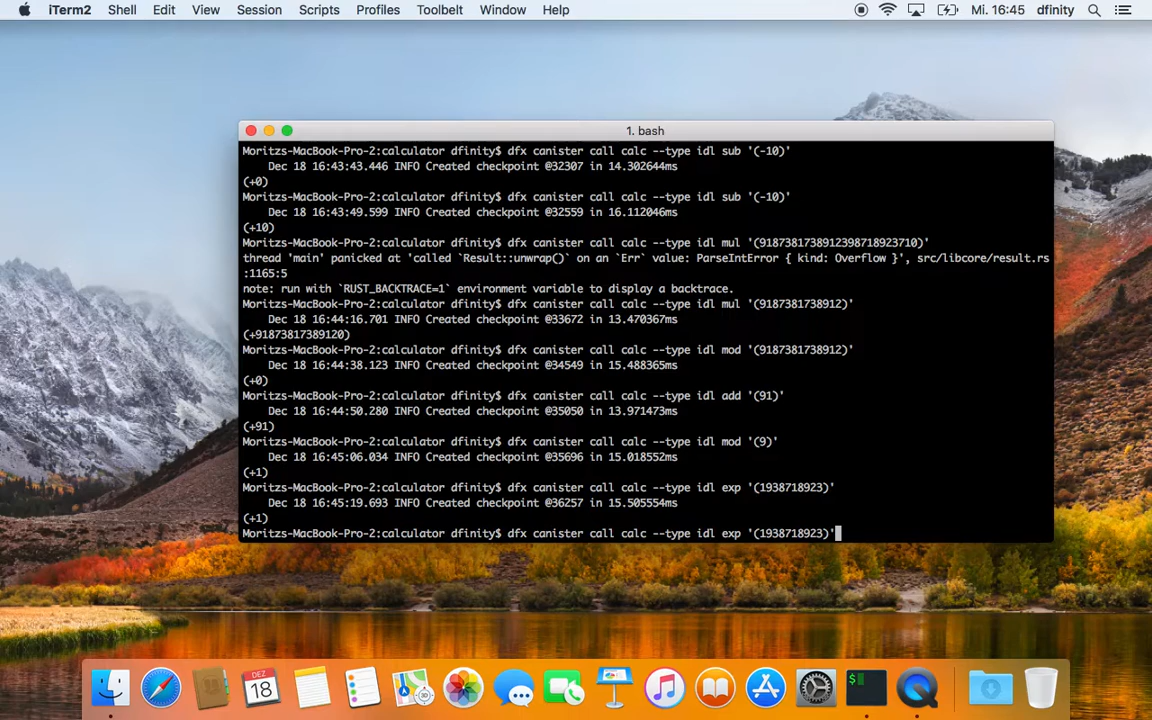 iTerm2 Shell Edit View Session Scripts Profiles Toolbelt Window Help Mi. 16:45 dfinity
1. bash
Moritzs-MacBook-Pro-2:calculator dfinity$ dfx canister call calc --type idl sub '(-10)'
Dec 18 16:43:43.446 INFO Created checkpoint @32307 in 14.302644ms
(+0)
Moritzs-MacBook-Pro-2:calculator dfinity$ dfx canister call calc --type idl sub '(-10)'
Dec 18 16:43:49.599 INFO Created checkpoint @32559 in 16.112046ms
(+10)
Moritzs-MacBook-Pro-2:calculator dfinity$ dfx canister call calc --type idl mul '(9187381738912398718923710)'
thread 'main' panicked at 'called `Result::unwrap()` on an `Err` value: ParseIntError { kind: Overflow }', src/libcore/result.rs
:1165:5
note: run with `RUST_BACKTRACE=1` environment variable to display a backtrace.
Moritzs-MacBook-Pro-2:calculator dfinity$ dfx canister call calc --type idl mul '(9187381738912)'
Dec 18 16:44:16.701 INFO Created checkpoint @33672 in 13.470367ms
(+91873817389120)
Moritzs-MacBook-Pro-2:calculator dfinity$ dfx canister call calc --type idl mod '(9187381738912)'
Dec 18 16:44:38.123 INFO Created checkpoint @34549 in 15.488365ms
(+0)
Moritzs-MacBook-Pro-2:calculator dfinity$ dfx canister call calc --type idl add '(91)'
Dec 18 16:44:50.280 INFO Created checkpoint @35050 in 13.971473ms
(+91)
Moritzs-MacBook-Pro-2:calculator dfinity$ dfx canister call calc --type idl mod '(9)'
Dec 18 16:45:06.034 INFO Created checkpoint @35696 in 15.018552ms
(+1)
Moritzs-MacBook-Pro-2:calculator dfinity$ dfx canister call calc --type idl exp '(1938718923)'
Dec 18 16:45:19.693 INFO Created checkpoint @36257 in 15.505554ms
(+1)
Moritzs-MacBook-Pro-2:calculator dfinity$ dfx canister call calc --type idl exp '(1938718923)'
DEZ
18
3D
$